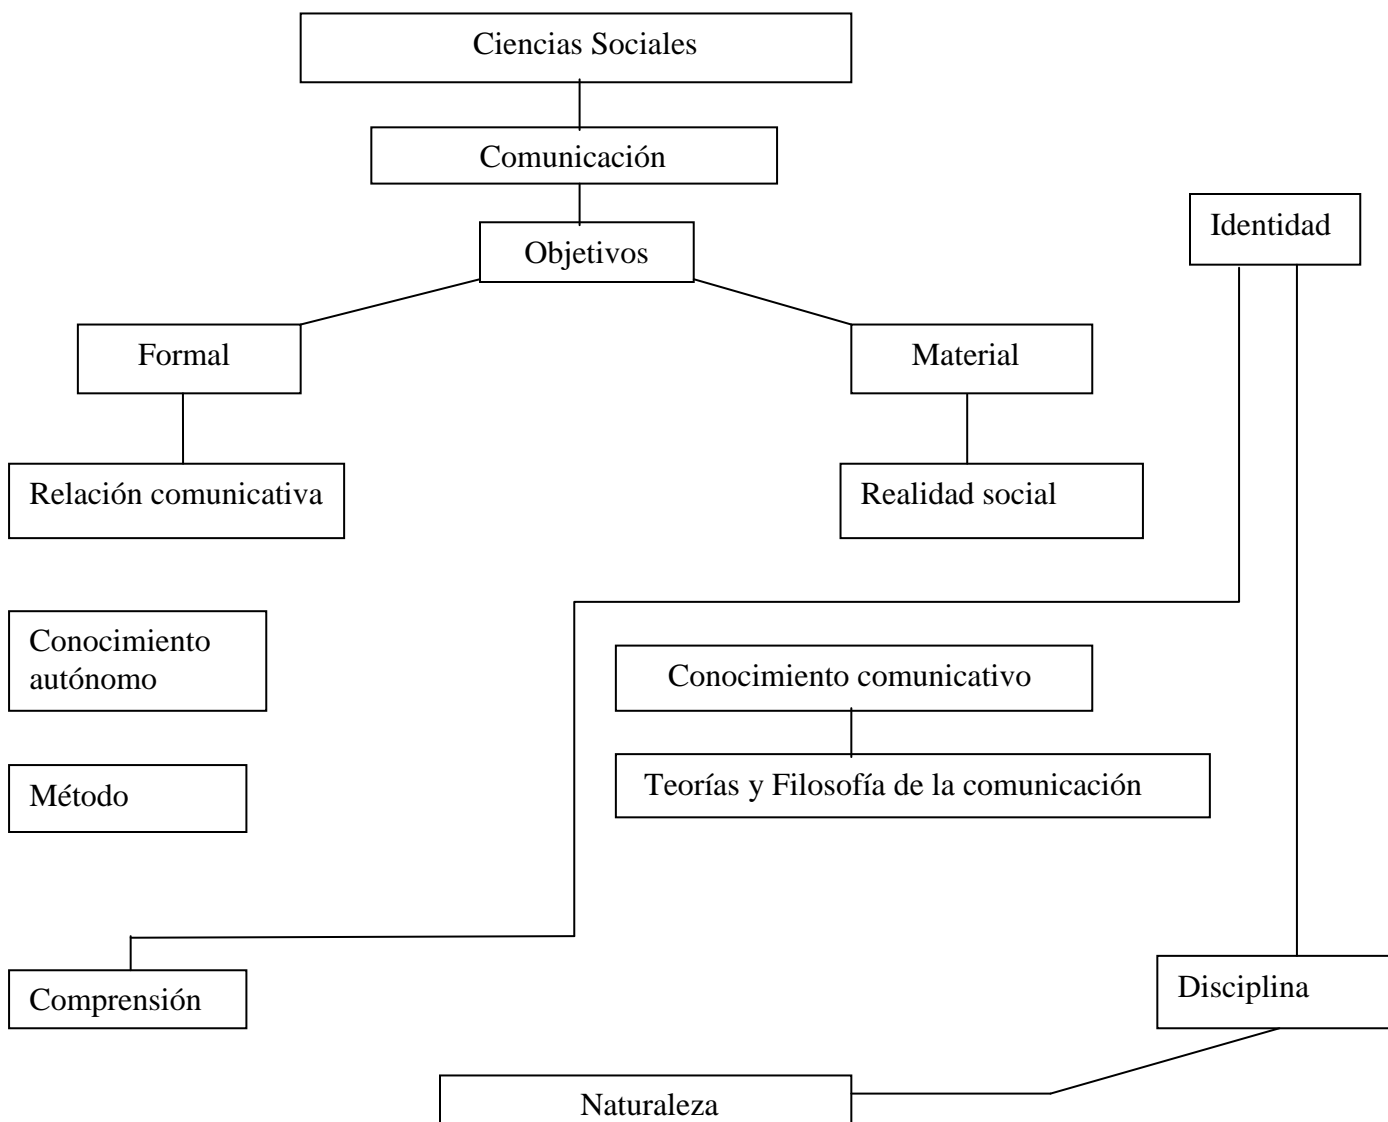 Ciencias Sociales
Comunicación
Identidad
Objetivos
Formal
Material
Relación comunicativa
Realidad social
Conocimiento
autónomo
Conocimiento comunicativo
Método
Teorías y Filosofía de la comunicación
Comprensión
Disciplina
Naturaleza